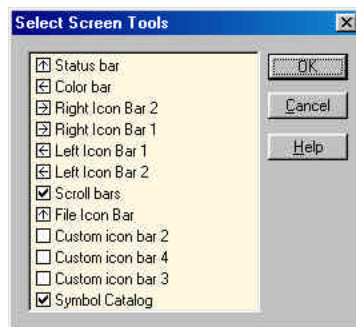 Select Screen Tools
Status bar
Color bar
Right Icon Bar 2
Right Icon Bar 1
Left Icon Bar 1
Left Icon Bar 2
Scroll bars
File Icon Bar
Custom icon bar 2
Custom icon bar 4
Custom icon bar 3
Symbol Catalog
OK
Cancel
Help